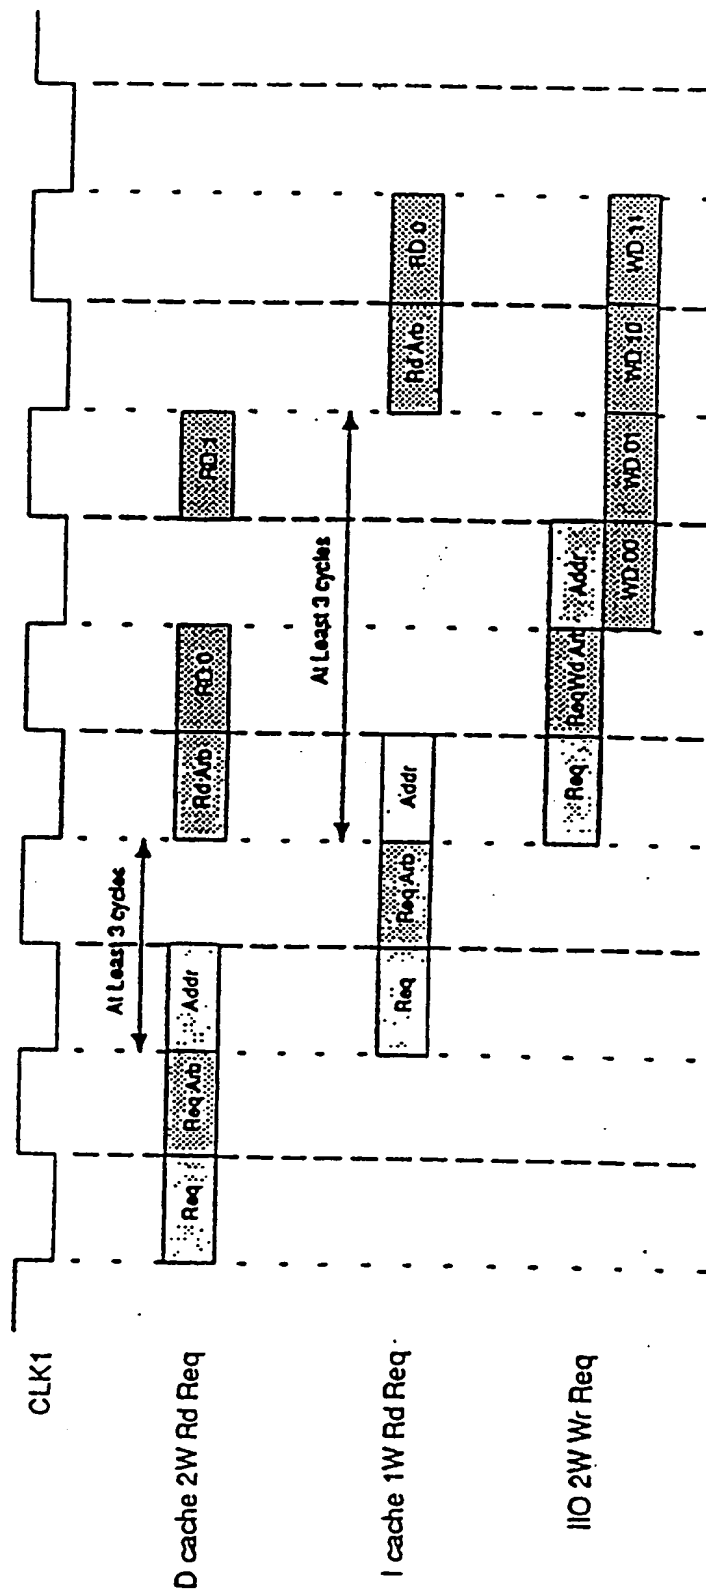 CLK1
D cache 2W Rd Req
Req
Req Arb
Addr
At Least 3 cycles
Rd Arb
RD:0
RD:1
I cache 1W Rd Req
Req
Req Arb
Addr
At Least 3 cycles
Rd Arb
RD:0
IIO 2W Wr Req
Req
ReqWd Arb
Addr
WD:00
WD:01
WD:10
WD:11